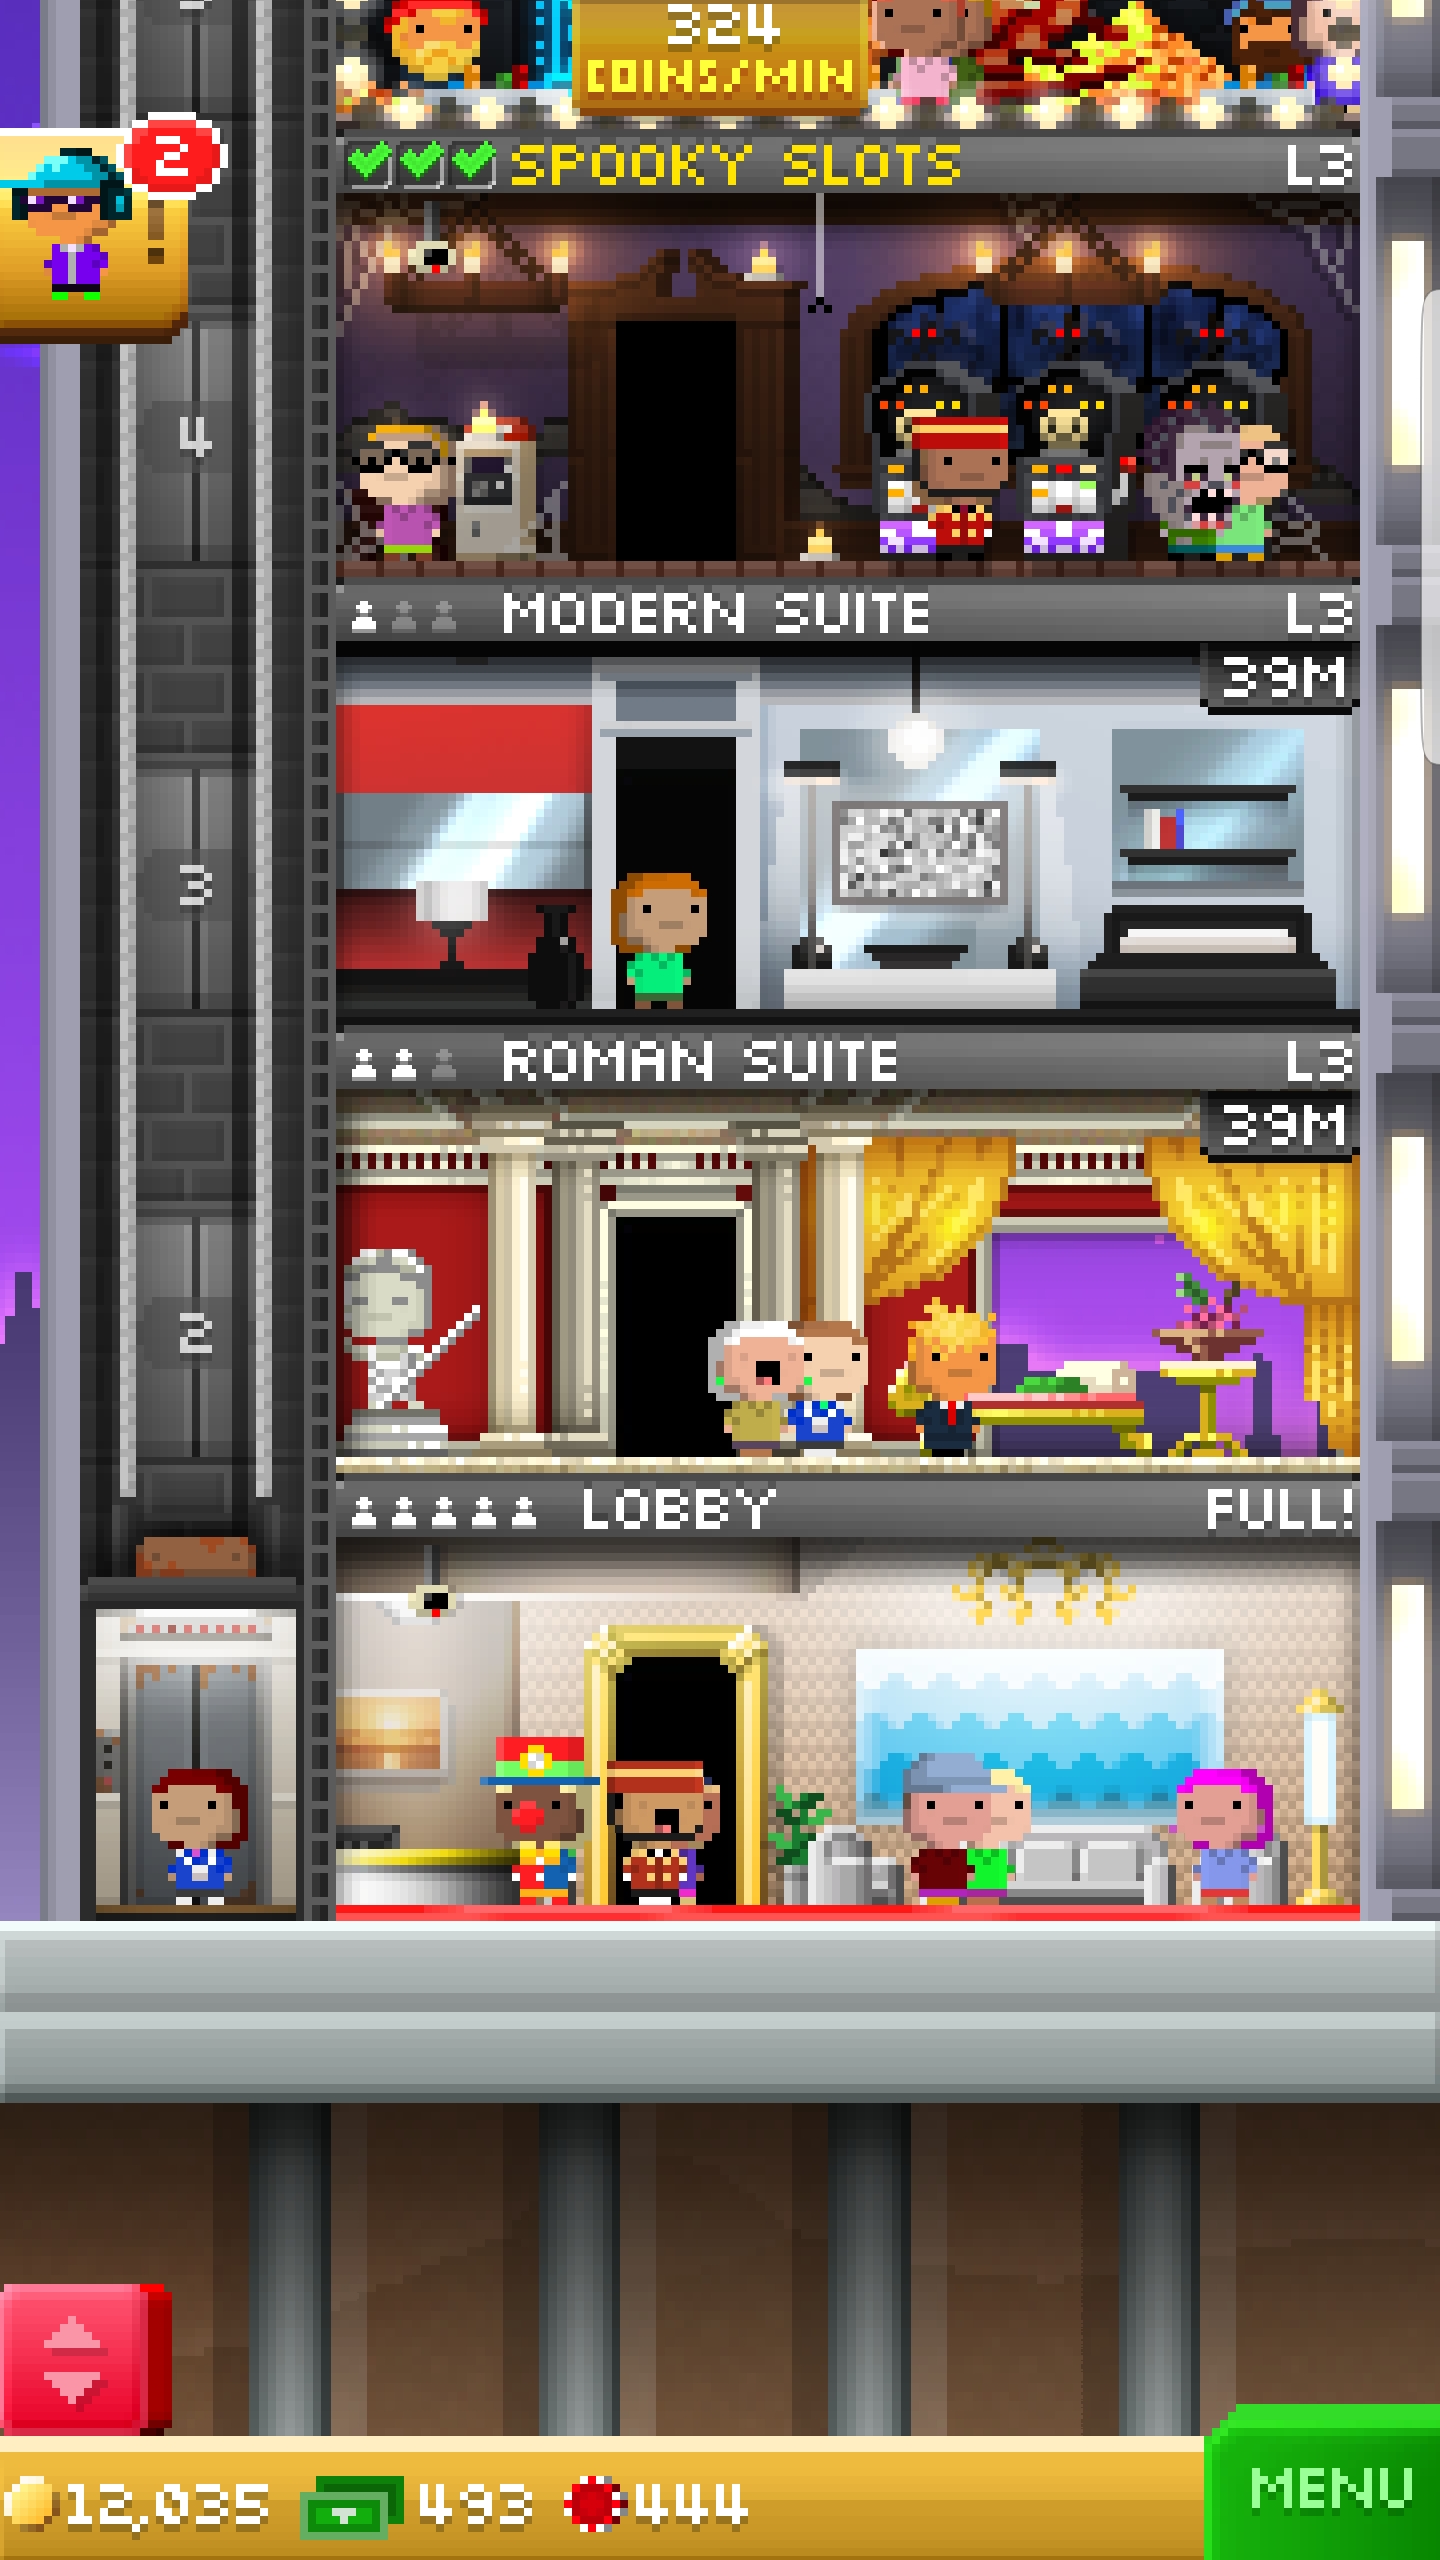 324
COINS/MIN
2
SPOOKY SLOTS L3
4
MODERN SUITE L3
39M
3
ROMAN SUITE L3
39M
2
LOBBY FULL!
12,035 493 444
MENU